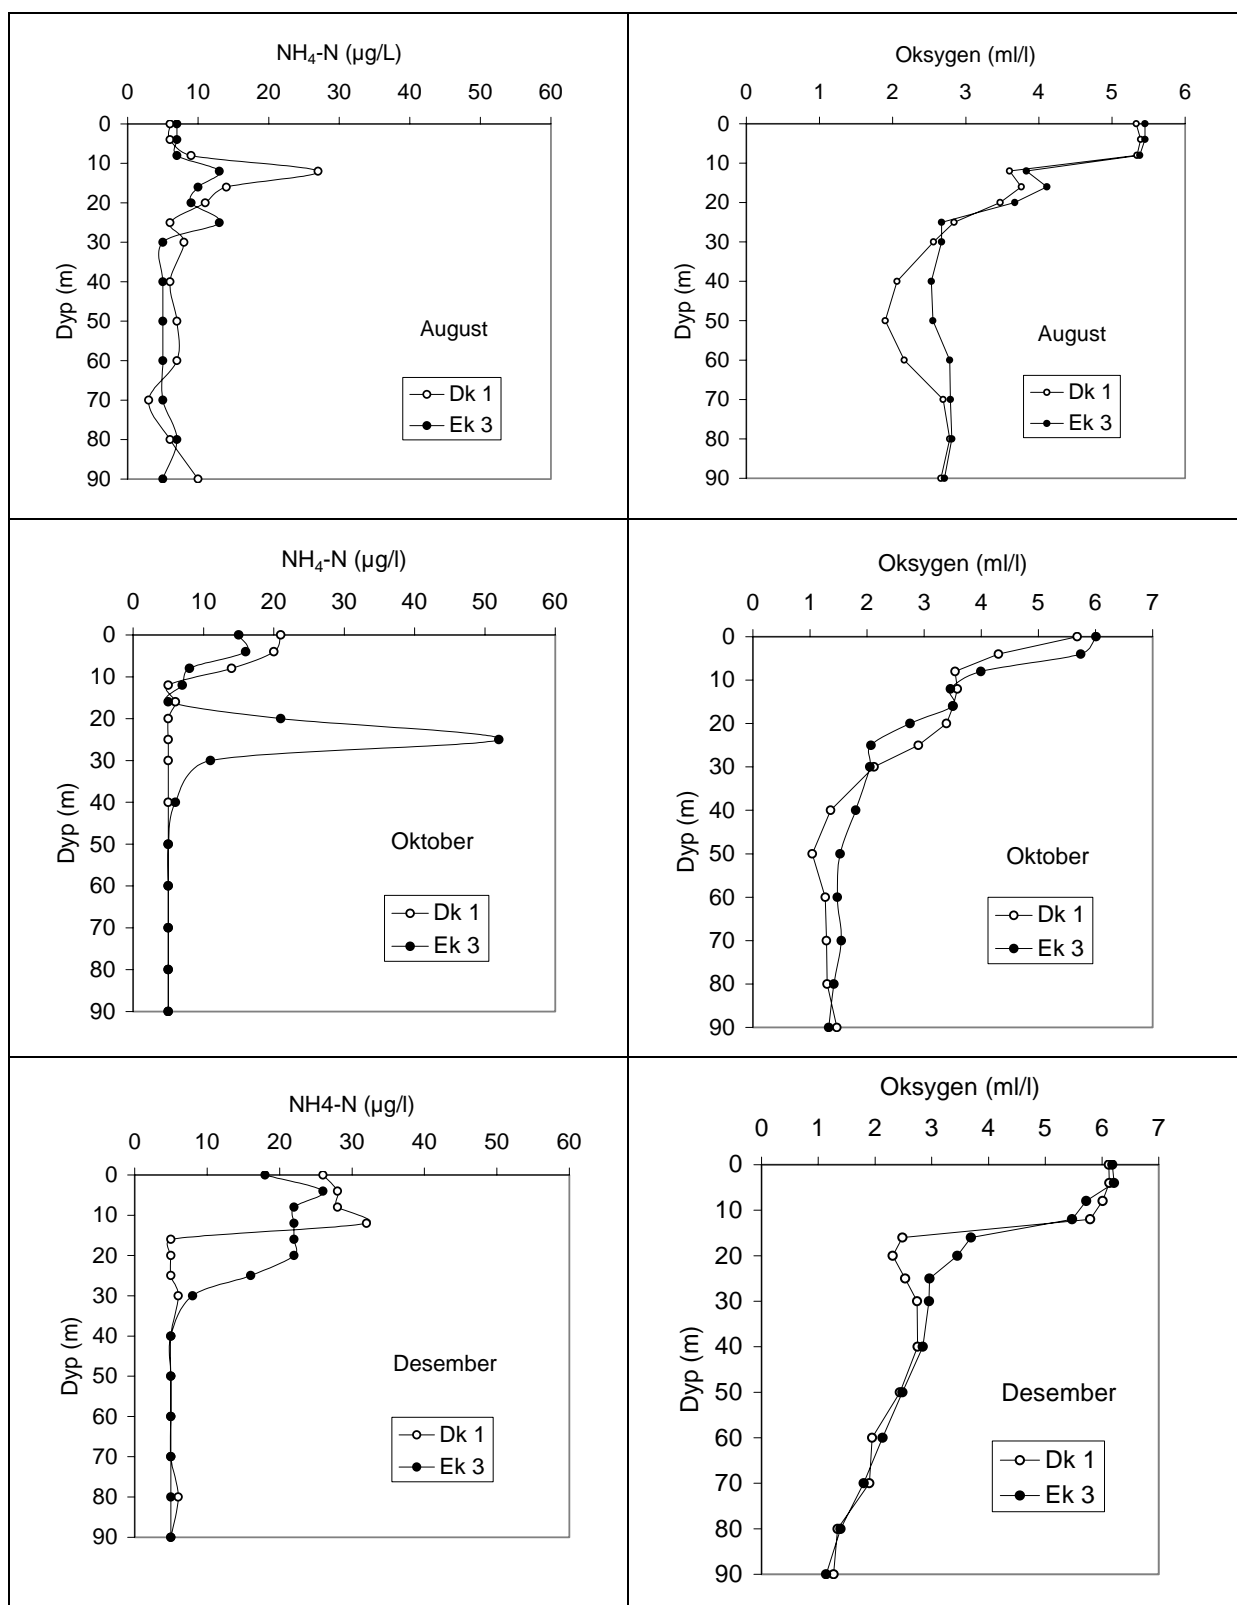 NH₄-N (µg/L)
0 10 20 30 40 50 60
0
10
20
30
40
50
60
70
80
90
Dyp (m)
August
Dk 1
Ek 3
Oksygen (ml/l)
0 1 2 3 4 5 6
0
10
20
30
40
50
60
70
80
90
Dyp (m)
August
Dk 1
Ek 3
NH₄-N (µg/l)
0 10 20 30 40 50 60
0
10
20
30
40
50
60
70
80
90
Dyp (m)
Oktober
Dk 1
Ek 3
Oksygen (ml/l)
0 1 2 3 4 5 6 7
0
10
20
30
40
50
60
70
80
90
Dyp (m)
Oktober
Dk 1
Ek 3
NH4-N (µg/l)
0 10 20 30 40 50 60
0
10
20
30
40
50
60
70
80
90
Dyp (m)
Desember
Dk 1
Ek 3
Oksygen (ml/l)
0 1 2 3 4 5 6 7
0
10
20
30
40
50
60
70
80
90
Dyp (m)
Desember
Dk 1
Ek 3